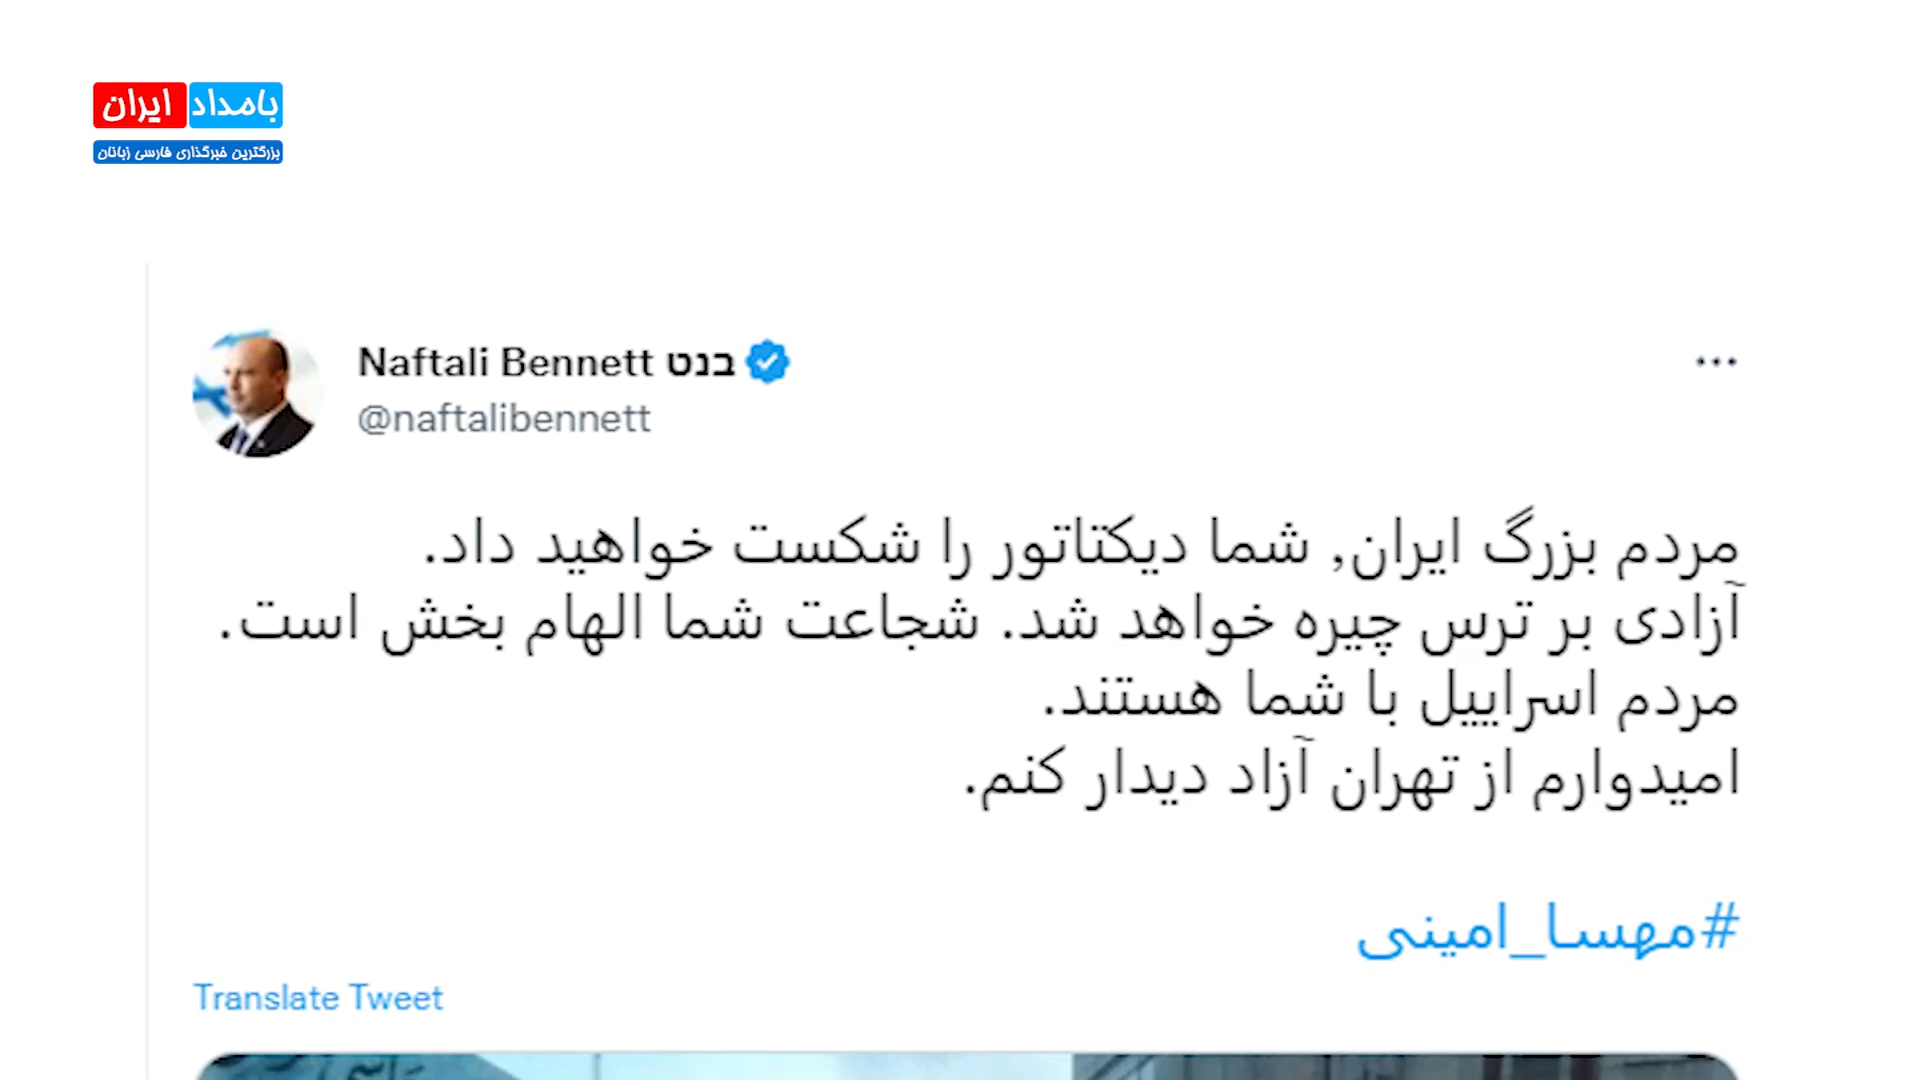 بامداد ایران
بزرگترین خبرگذاری فارسی زبانان
Naftali Bennett בנט
@naftalibennett
مردم بزرگ ایران, شما دیکتاتور را شکست خواهید داد.
آزادی بر ترس چیره خواهد شد. شجاعت شما الهام بخش است.
مردم اسراییل با شما هستند.
امیدوارم از تهران آزاد دیدار کنم.
#مهسا_امینی
Translate Tweet